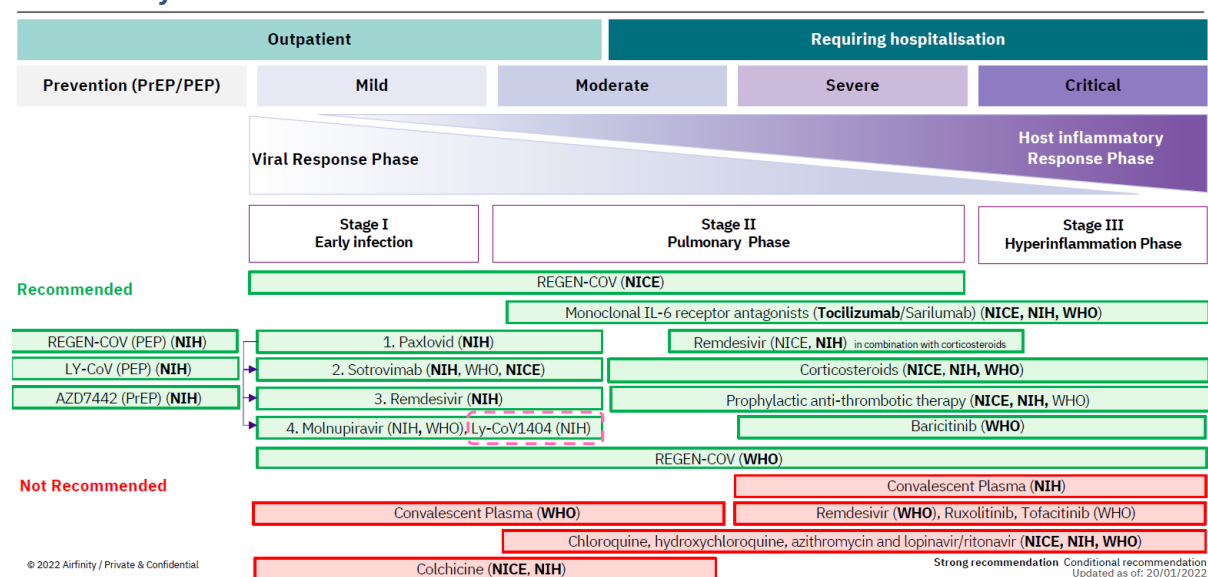 Outpatient
Requiring hospitalisation
Prevention (PrEP/PEP)
Mild
Moderate
Severe
Critical
Viral Response Phase
Host inflammatory
Response Phase
Stage I
Early infection
Stage II
Pulmonary Phase
Stage III
Hyperinflammation Phase
Recommended
REGEN-COV (NICE)
Monoclonal IL-6 receptor antagonists (Tocilizumab/Sarilumab) (NICE, NIH, WHO)
REGEN-COV (PEP) (NIH)
1. Paxlovid (NIH)
Remdesivir (NICE, NIH) in combination with corticosteroids
LY-CoV (PEP) (NIH)
2. Sotrovimab (NIH, WHO, NICE)
Corticosteroids (NICE, NIH, WHO)
AZD7442 (PrEP) (NIH)
3. Remdesivir (NIH)
Prophylactic anti-thrombotic therapy (NICE, NIH, WHO)
4. Molnupiravir (NIH, WHO), Ly-CoV1404 (NIH)
Baricitinib (WHO)
REGEN-COV (WHO)
Not Recommended
Convalescent Plasma (NIH)
Convalescent Plasma (WHO)
Remdesivir (WHO), Ruxolitinib, Tofacitinib (WHO)
Chloroquine, hydroxychloroquine, azithromycin and lopinavir/ritonavir (NICE, NIH, WHO)
Colchicine (NICE, NIH)
© 2022 Airfinity / Private & Confidential
Strong recommendation Conditional recommendation
Updated as of: 20/01/2022